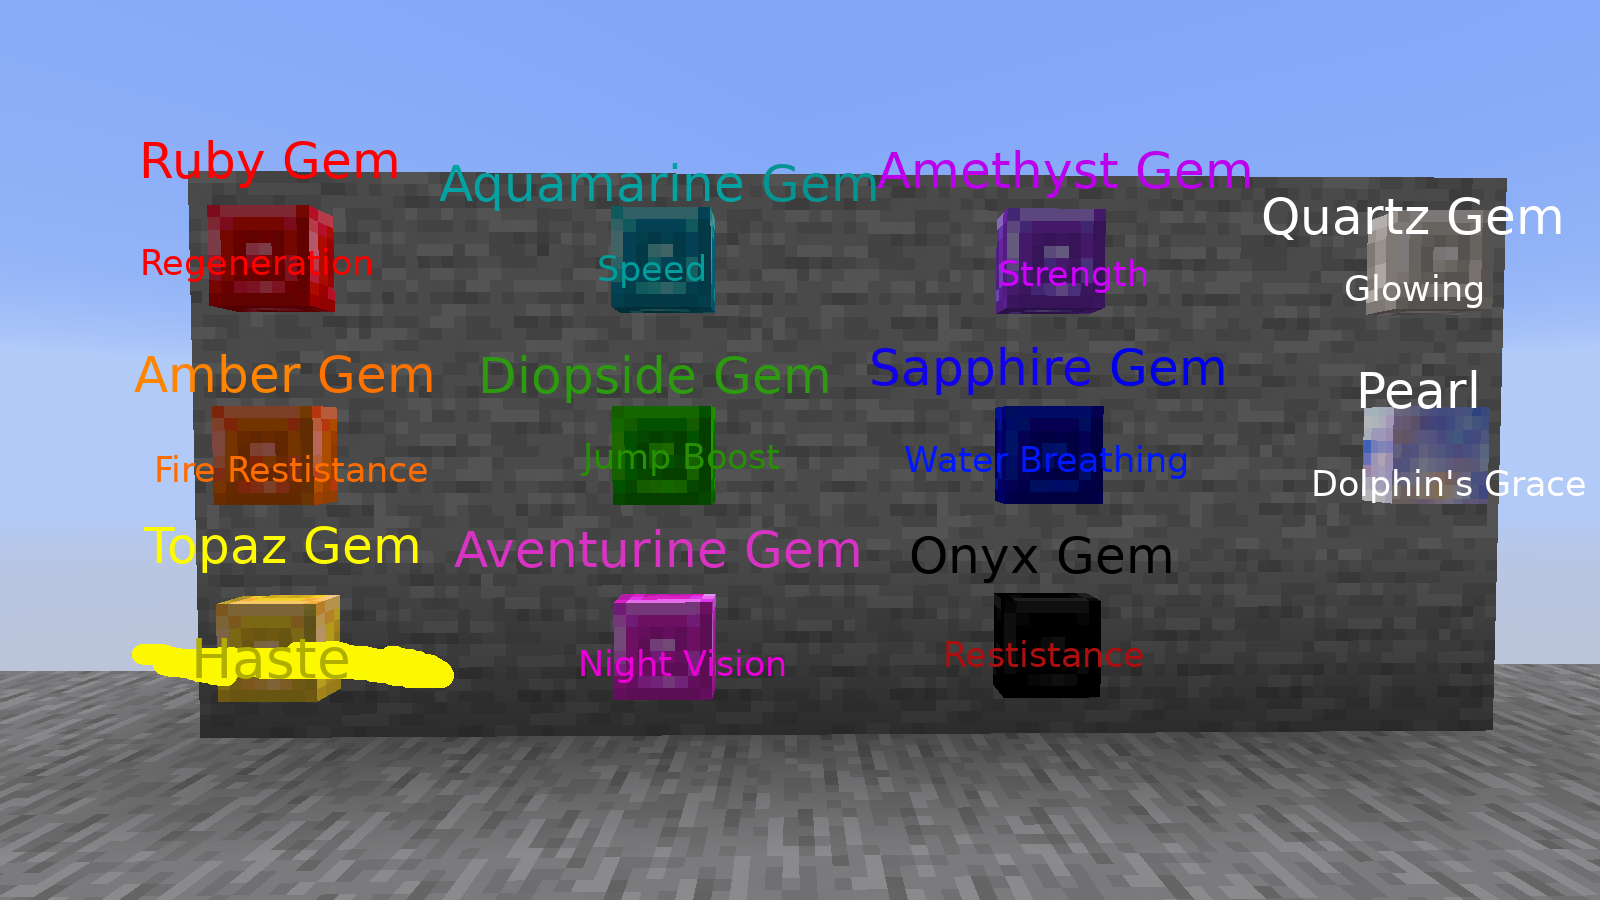 Ruby Gem
Aquamarine Gem
Amethyst Gem
Quartz Gem
Regeneration
Speed
Strength
Glowing
Amber Gem
Diopside Gem
Sapphire Gem
Pearl
Fire Restistance
Jump Boost
Water Breathing
Dolphin's Grace
Topaz Gem
Aventurine Gem
Onyx Gem
Haste
Night Vision
Restistance